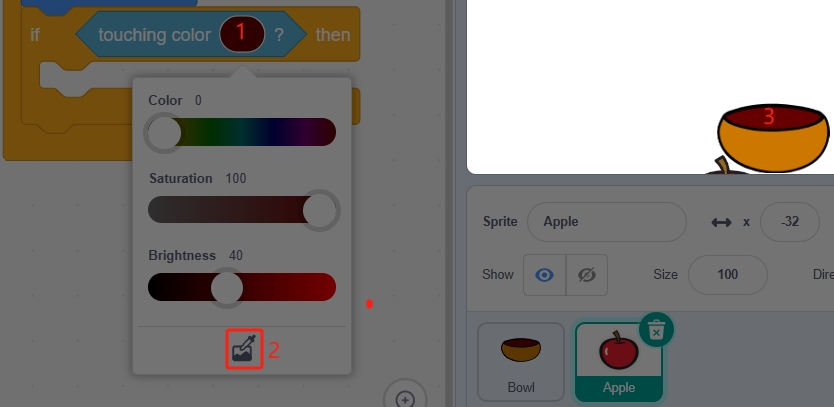 if touching color 1 ? then
Color 0
Saturation 100
Brightness 40
2
3
Sprite Apple x -32
Show Size 100 Dire
Bowl Apple